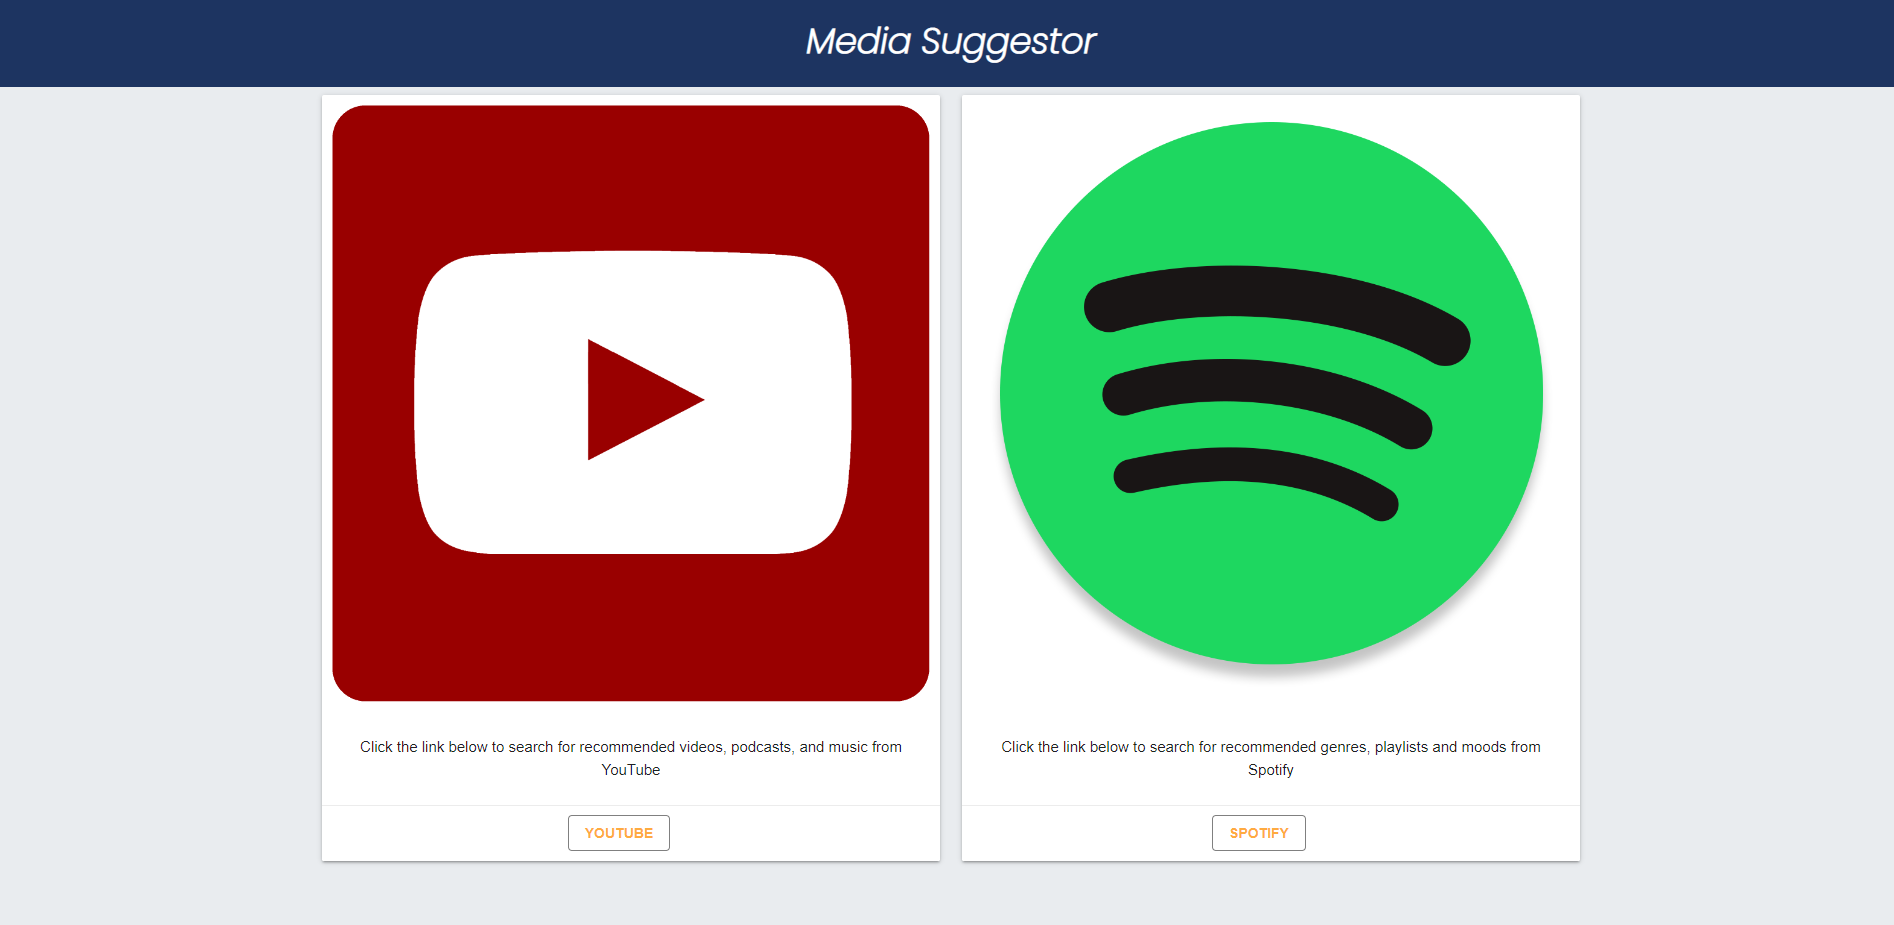 Media Suggestor
Click the link below to search for recommended videos, podcasts, and music from
YouTube
YOUTUBE
Click the link below to search for recommended genres, playlists and moods from
Spotify
SPOTIFY